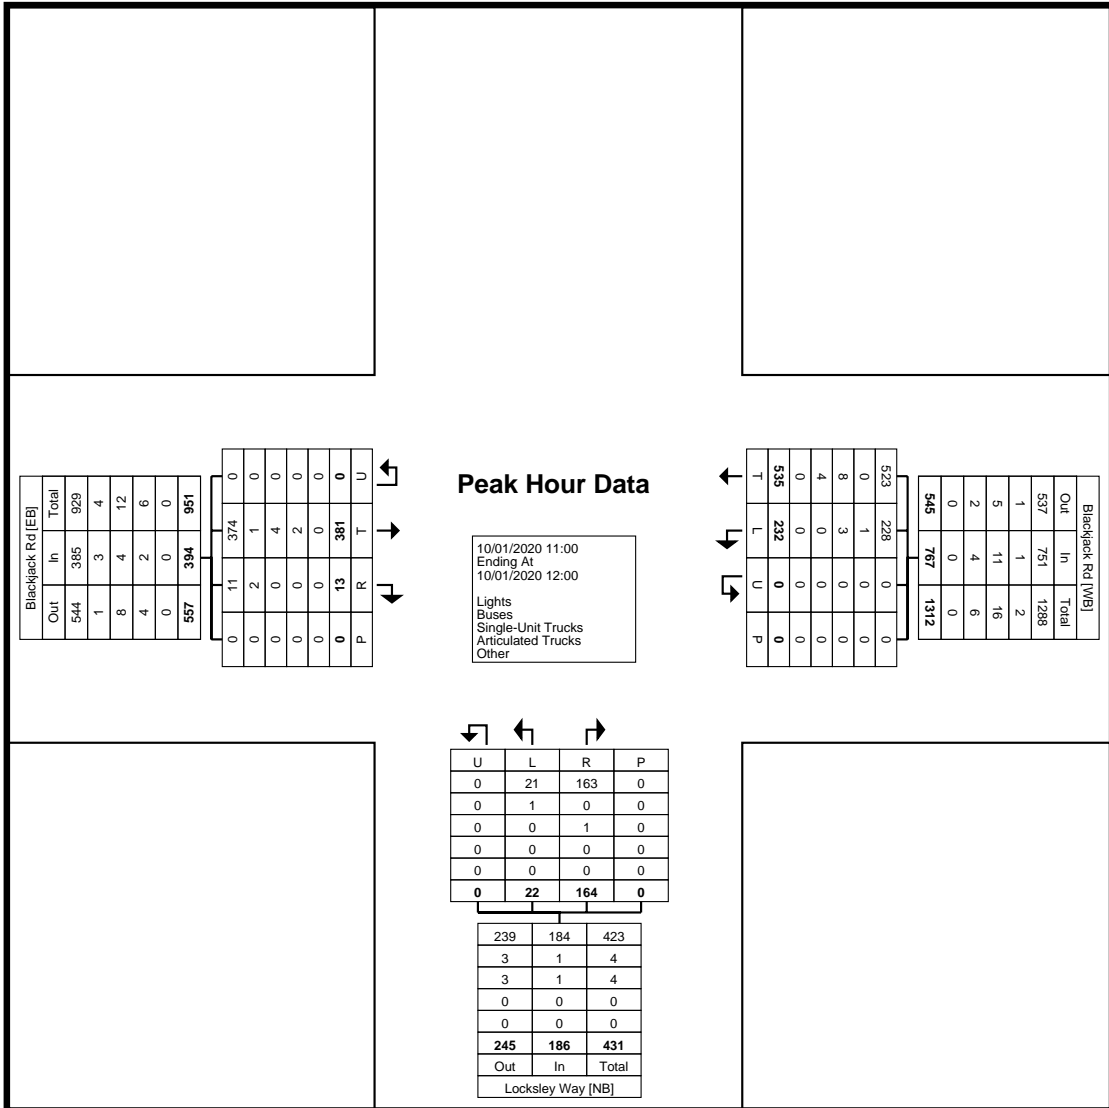 Peak Hour Data
10/01/2020 11:00
Ending At
10/01/2020 12:00
Lights
Buses
Single-Unit Trucks
Articulated Trucks
Other
U T R P
0 381 13 0
0 0 0 0
0 2 0 0
0 4 0 0
0 1 2 0
0 374 11 0
951 394 557
0 0 0
6 2 4
12 4 8
4 3 1
929 385 544
Total In Out
Blackjack Rd [EB]
Blackjack Rd [WB]
Out In Total
537 751 1288
1 1 2
5 11 16
2 4 6
0 0 0
545 767 1312
523 228 0 0
0 1 0 0
8 3 0 0
4 0 0 0
0 0 0 0
535 232 0 0
T L U P
U L R P
0 21 163 0
0 1 0 0
0 0 1 0
0 0 0 0
0 0 0 0
0 22 164 0
239 184 423
3 1 4
3 1 4
0 0 0
0 0 0
245 186 431
Out In Total
Locksley Way [NB]